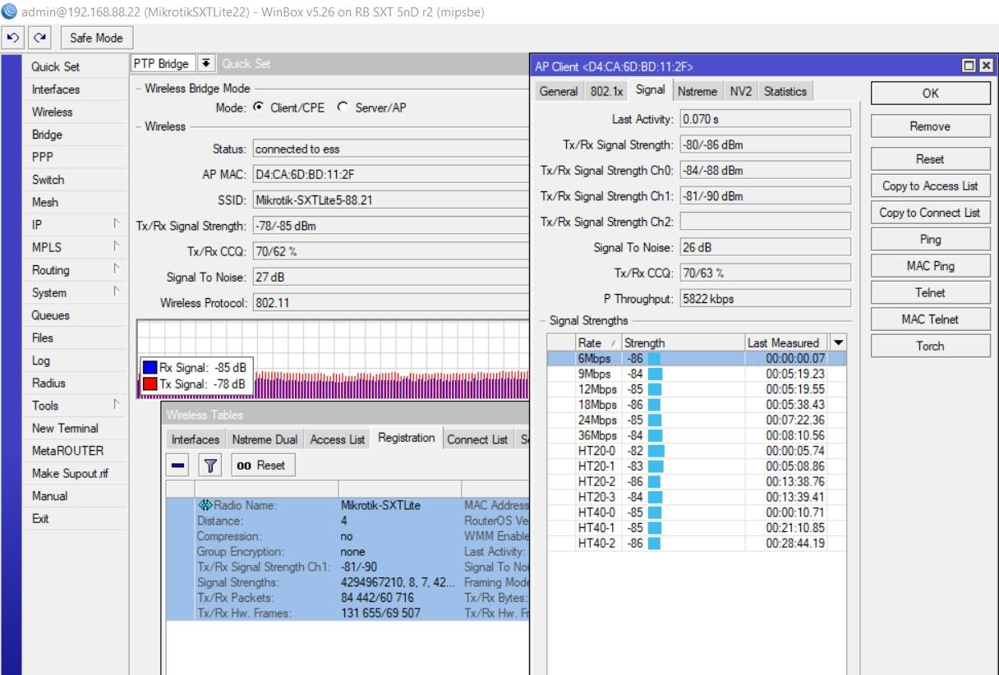 admin@192.168.88.22 (MikrotikSXTLite22) - WinBox v5.26 on RB SXT 5nD r2 (mipsbe)
Safe Mode
Quick Set
Interfaces
Wireless
Bridge
PPP
Switch
Mesh
IP
MPLS
Routing
System
Queues
Files
Log
Radius
Tools
New Terminal
MetaROUTER
Make Supout.rif
Manual
Exit
PTP Bridge Quick Set
Wireless Bridge Mode
Mode: Client/CPE Server/AP
Wireless
Status: connected to ess
AP MAC: D4:CA:6D:BD:11:2F
SSID: Mikrotik-SXTLite5-88.21
Tx/Rx Signal Strength: -78/-85 dBm
Tx/Rx CCQ: 70/62 %
Signal To Noise: 27 dB
Wireless Protocol: 802.11
Rx Signal: -85 dB
Tx Signal: -78 dB
Wireless Tables
Interfaces Nstreme Dual Access List Registration Connect List
00 Reset
Radio Name: Mikrotik-SXTLite MAC Address
Distance: 4 RouterOS Ve
Compression: no WMM Enable
Group Encryption: none Last Activity:
Tx/Rx Signal Strength Ch1: -81/-90 Signal To Noi
Signal Strengths: 4294967210, 8, 7, 42... Framing Mode
Tx/Rx Packets: 84 442/60 716 Tx/Rx Bytes:
Tx/Rx Hw. Frames: 131 655/69 507 Tx/Rx Hw. Fr
AP Client <D4:CA:6D:BD:11:2F>
General 802.1x Signal Nstreme NV2 Statistics
Last Activity: 0.070 s
Tx/Rx Signal Strength: -80/-86 dBm
Tx/Rx Signal Strength Ch0: -84/-88 dBm
Tx/Rx Signal Strength Ch1: -81/-90 dBm
Tx/Rx Signal Strength Ch2:
Signal To Noise: 26 dB
Tx/Rx CCQ: 70/63 %
P Throughput: 5822 kbps
Signal Strengths
Rate Strength Last Measured
6Mbps -86 00:00:00.07
9Mbps -84 00:05:19.23
12Mbps -85 00:05:19.55
18Mbps -86 00:05:38.43
24Mbps -85 00:07:22.36
36Mbps -84 00:08:10.56
HT20-0 -82 00:00:05.74
HT20-1 -83 00:05:08.86
HT20-2 -86 00:13:38.76
HT20-3 -84 00:13:39.41
HT40-0 -85 00:00:10.71
HT40-1 -85 00:21:10.85
HT40-2 -86 00:28:44.19
OK
Remove
Reset
Copy to Access List
Copy to Connect List
Ping
MAC Ping
Telnet
MAC Telnet
Torch